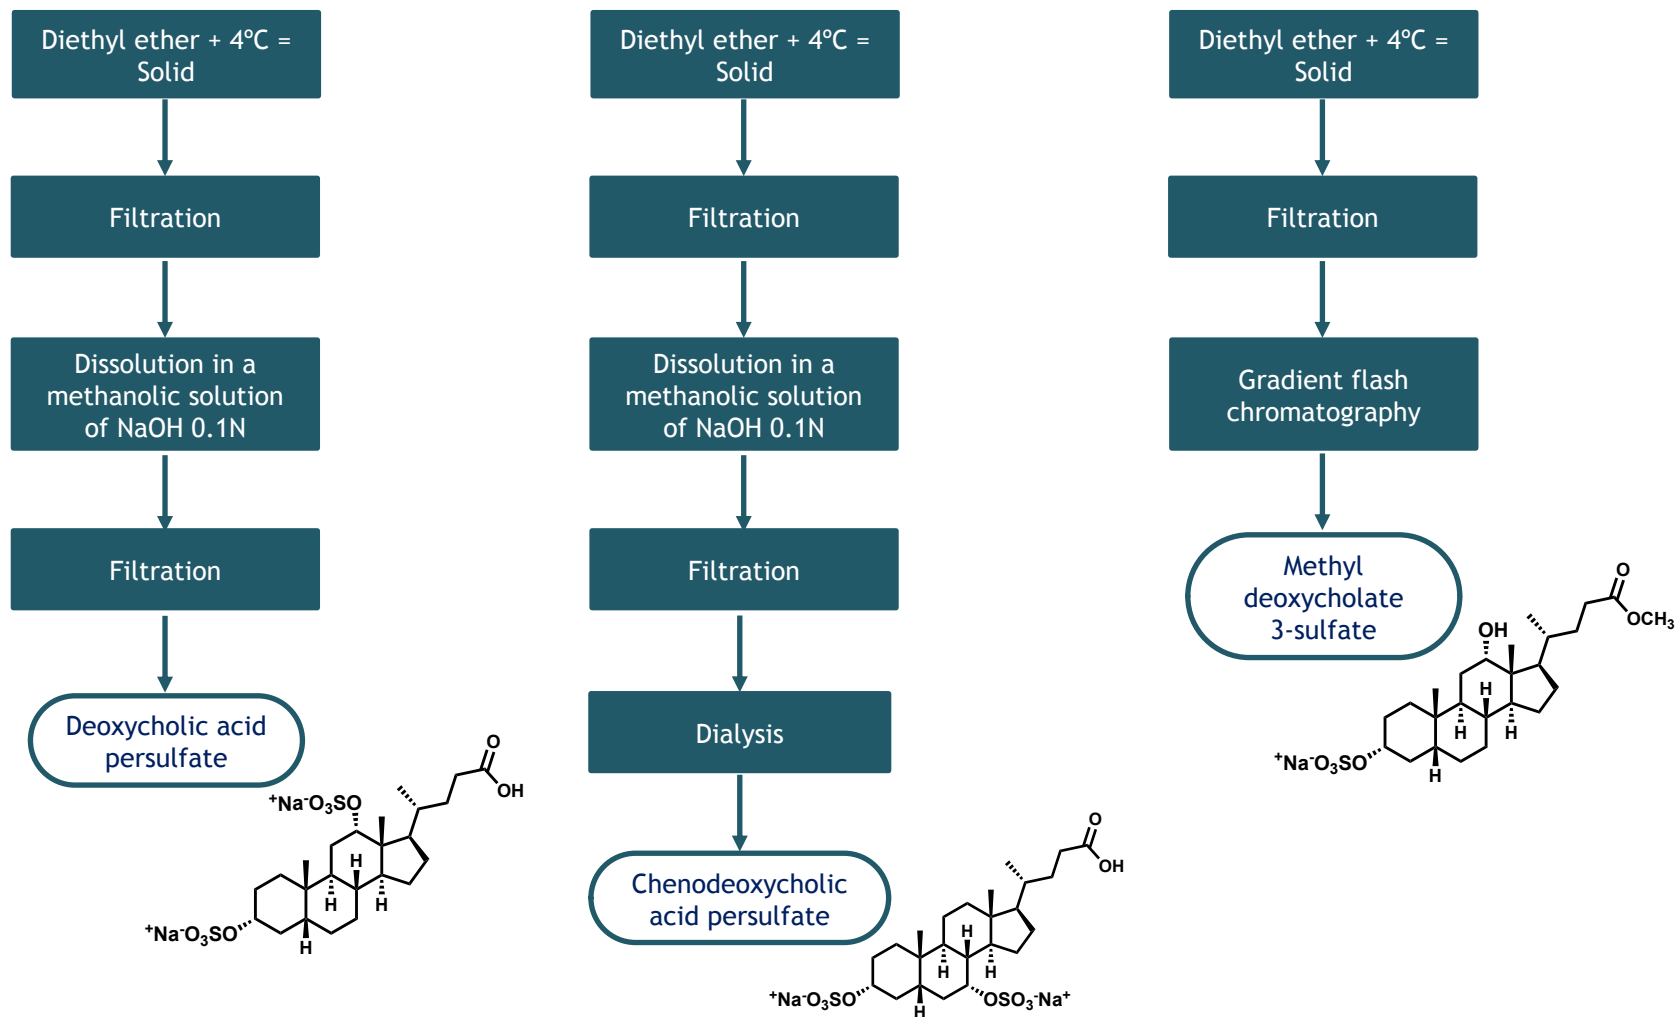 Diethyl ether + 4ºC =
Solid
Filtration
Dissolution in a
methanolic solution
of NaOH 0.1N
Filtration
Deoxycholic acid
persulfate
O
OH
+Na-O3SO
H
H
H
+Na-O3SO
H
Diethyl ether + 4ºC =
Solid
Filtration
Dissolution in a
methanolic solution
of NaOH 0.1N
Filtration
Dialysis
Chenodeoxycholic
acid persulfate
O
OH
H
H
H
+Na-O3SO
OSO3-Na+
H
Diethyl ether + 4ºC =
Solid
Filtration
Gradient flash
chromatography
Methyl
deoxycholate
3-sulfate
O
OCH3
OH
H
H
H
+Na-O3SO
H